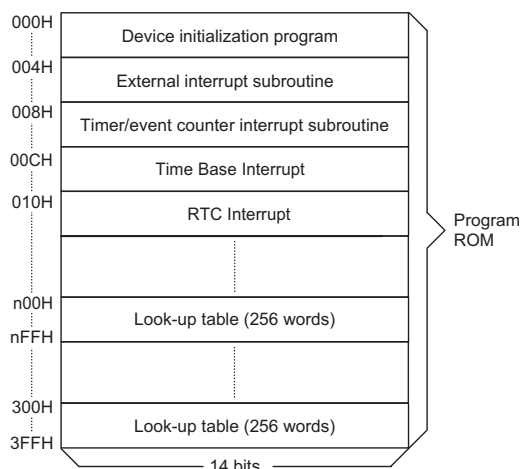 000H
Device initialization program
004H
External interrupt subroutine
008H
Timer/event counter interrupt subroutine
00CH
Time Base Interrupt
010H
RTC Interrupt
Program
ROM
n00H
Look-up table (256 words)
nFFH
300H
Look-up table (256 words)
3FFH
14 bits